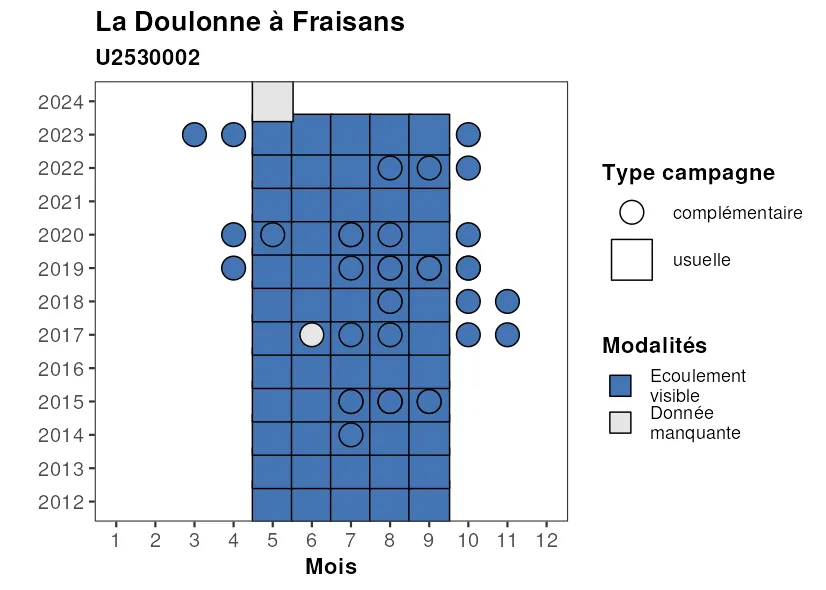 La Doulonne à Fraisans
U2530002
2024
2023
2022
2021
2020
2019
2018
2017
2016
2015
2014
2013
2012
1 2 3 4 5 6 7 8 9 10 11 12
Mois
Type campagne
complémentaire
usuelle
Modalités
Ecoulement
visible
Donnée
manquante